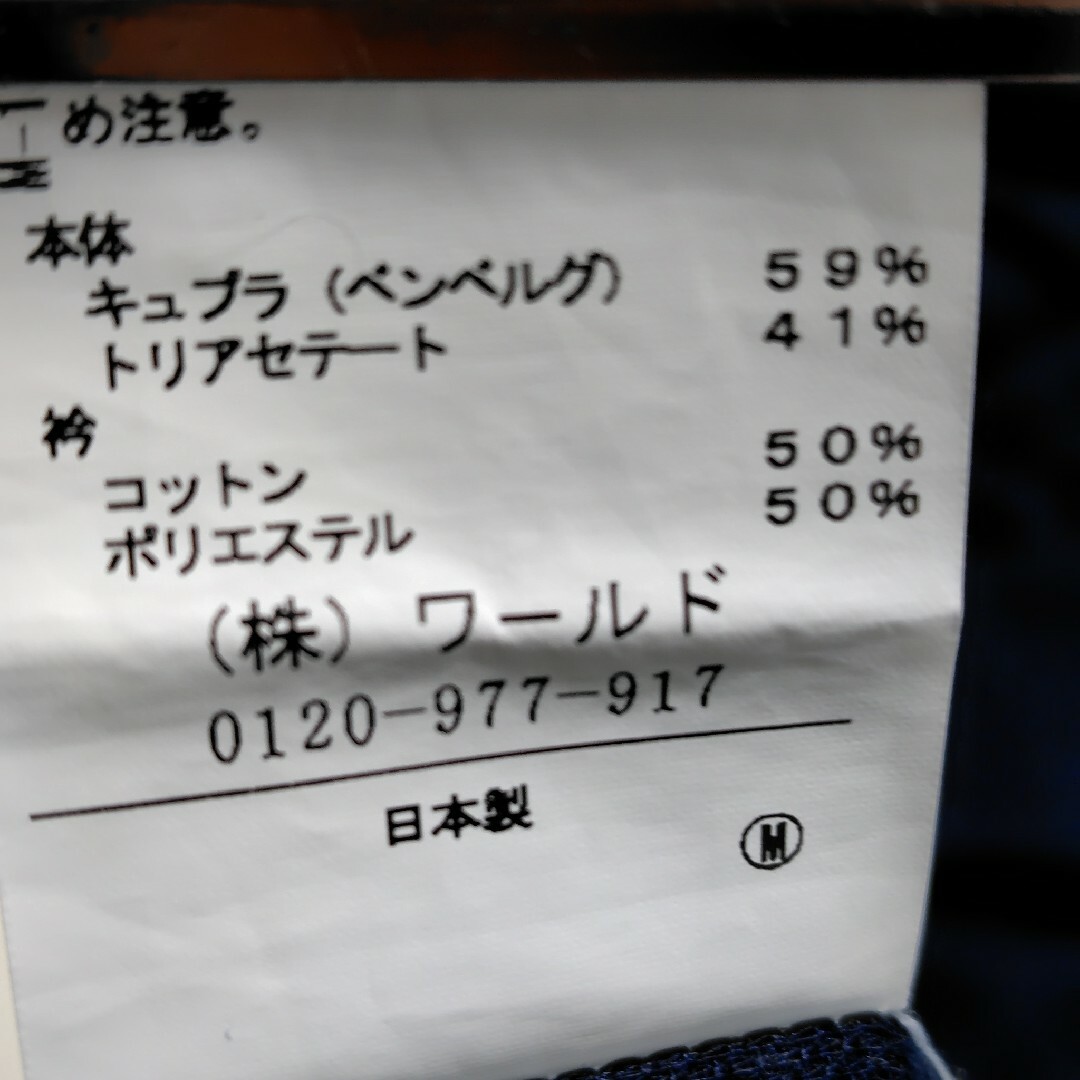 め注意。
本体
キュプラ（ベンベルグ） 59%
トリアセテート 41%
衿
コットン 50%
ポリエステル 50%
（株）ワールド
0120-977-917
日本製
Ⓜ